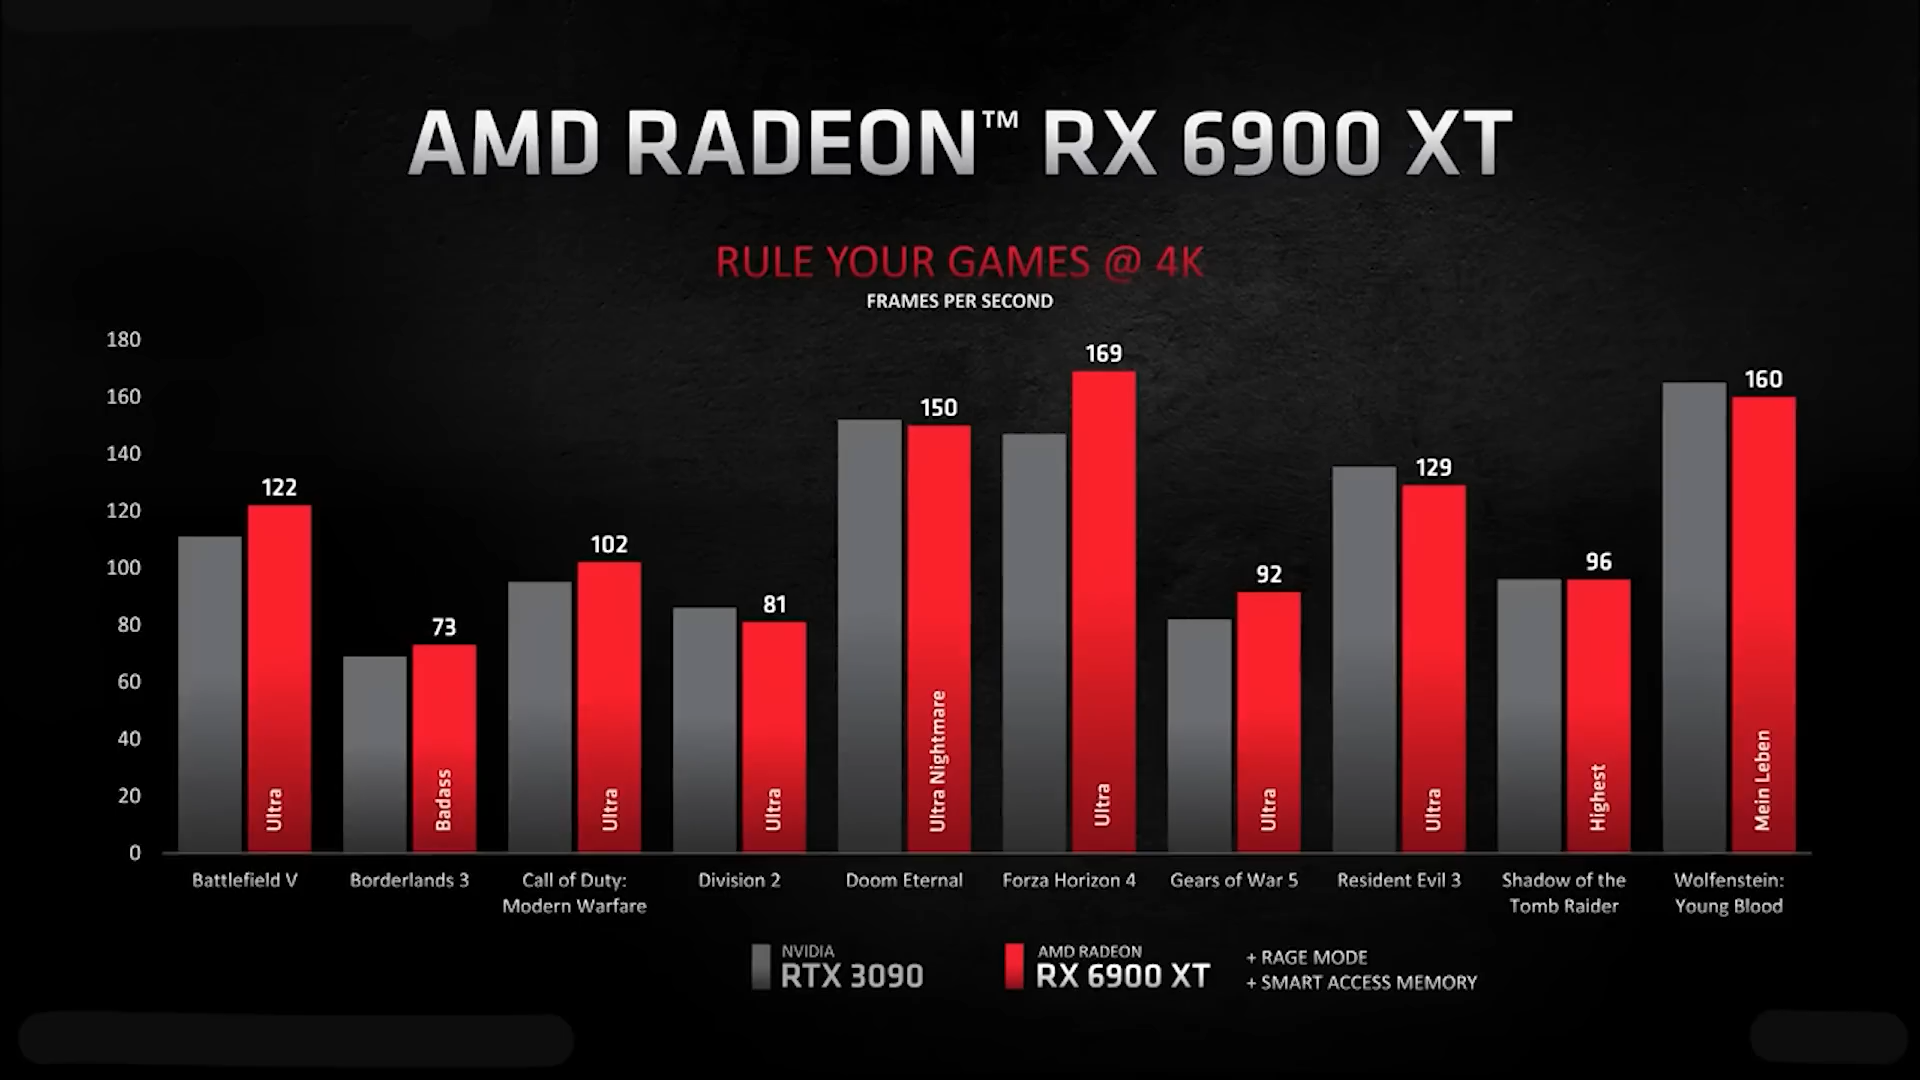 AMD RADEON™ RX 6900 XT
RULE YOUR GAMES @ 4K
FRAMES PER SECOND
180
160
140
120
100
80
60
40
20
0
122
73
102
81
150
169
92
129
96
160
Ultra
Badass
Ultra
Ultra
Ultra Nightmare
Ultra
Ultra
Ultra
Highest
Mein Leben
Battlefield V
Borderlands 3
Call of Duty:
Modern Warfare
Division 2
Doom Eternal
Forza Horizon 4
Gears of War 5
Resident Evil 3
Shadow of the
Tomb Raider
Wolfenstein:
Young Blood
NVIDIA
RTX 3090
AMD RADEON
RX 6900 XT
+ RAGE MODE
+ SMART ACCESS MEMORY